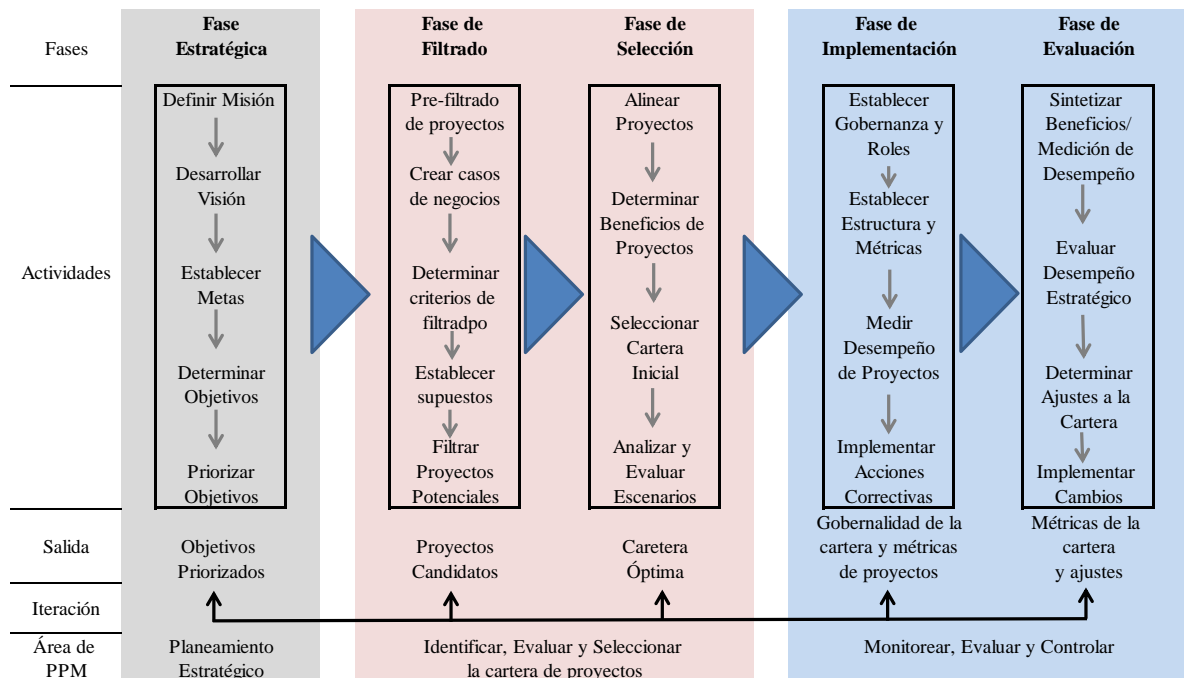 Fases
Fase
Estratégica
Fase de
Filtrado
Fase de
Selección
Fase de
Implementación
Fase de
Evaluación
Actividades
Definir Misión
Desarrollar
Visión
Establecer
Metas
Determinar
Objetivos
Priorizar
Objetivos
Pre-filtrado
de proyectos
Crear casos
de negocios
Determinar
criterios de
filtradpo
Establecer
supuestos
Filtrar
Proyectos
Potenciales
Alinear
Proyectos
Determinar
Beneficios de
Proyectos
Seleccionar
Cartera
Inicial
Analizar y
Evaluar
Escenarios
Establecer
Gobernanza y
Roles
Establecer
Estructura y
Métricas
Medir
Desempeño
de Proyectos
Implementar
Acciones
Correctivas
Sintetizar
Beneficios/
Medición de
Desempeño
Evaluar
Desempeño
Estratégico
Determinar
Ajustes a la
Cartera
Implementar
Cambios
Salida
Objetivos
Priorizados
Proyectos
Candidatos
Caretera
Óptima
Gobernalidad de la
cartera y métricas
de proyectos
Métricas de la
cartera
y ajustes
Iteración
Área de
PPM
Planeamiento
Estratégico
Identificar, Evaluar y Seleccionar
la cartera de proyectos
Monitorear, Evaluar y Controlar